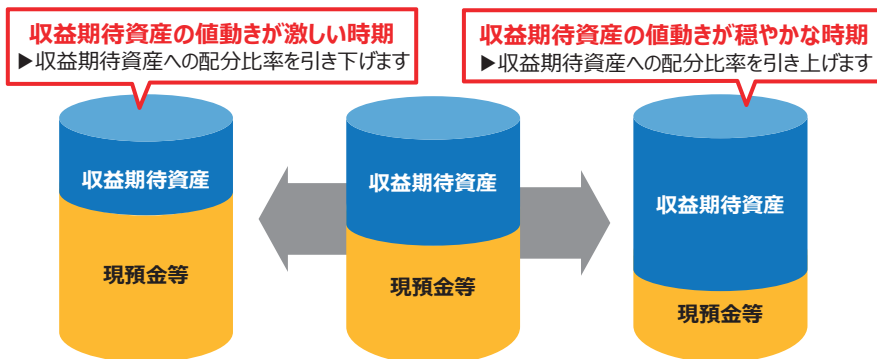 収益期待資産の値動きが激しい時期
▶収益期待資産への配分比率を引き下げます
収益期待資産の値動きが穏やかな時期
▶収益期待資産への配分比率を引き上げます
収益期待資産
現預金等
収益期待資産
現預金等
収益期待資産
現預金等